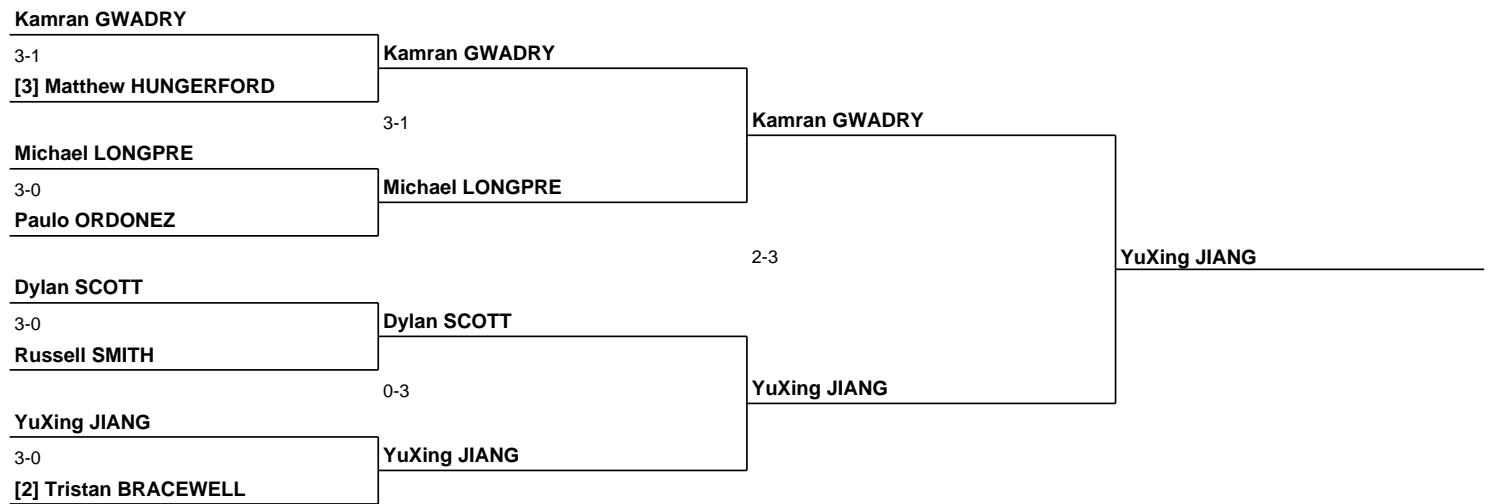 Kamran GWADRY
3-1
[3] Matthew HUNGERFORD
Kamran GWADRY
3-1
Michael LONGPRE
3-0
Paulo ORDONEZ
Michael LONGPRE
Kamran GWADRY
2-3
YuXing JIANG
Dylan SCOTT
3-0
Russell SMITH
Dylan SCOTT
0-3
YuXing JIANG
YuXing JIANG
3-0
[2] Tristan BRACEWELL
YuXing JIANG